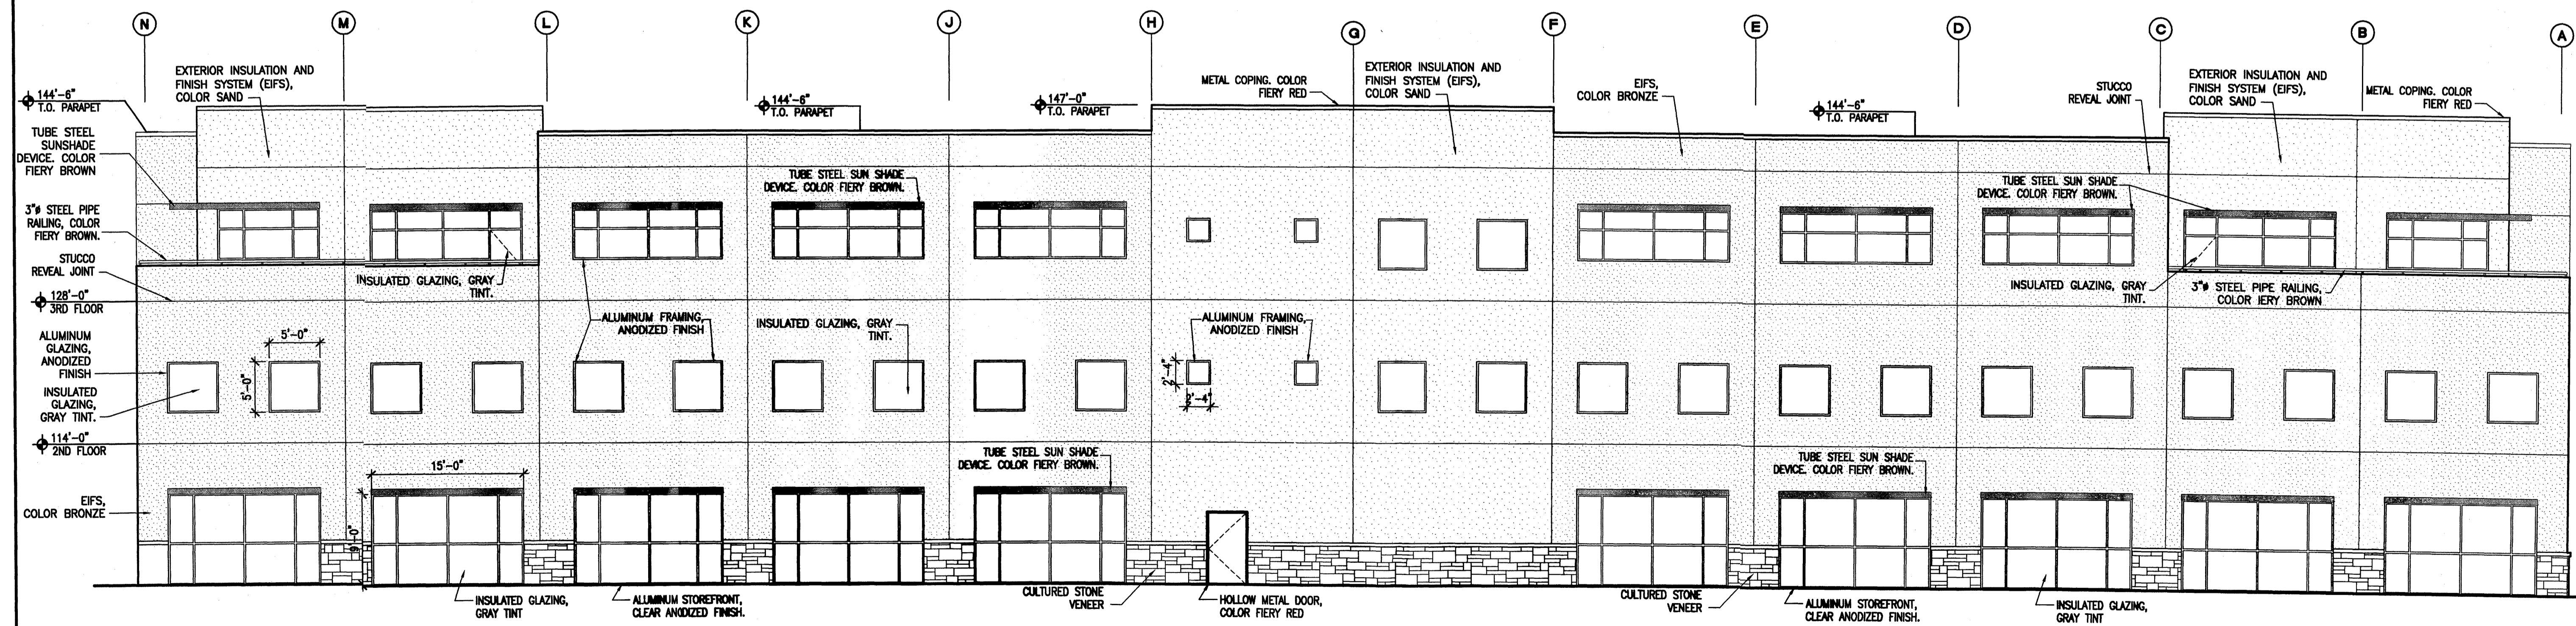 N
M
L
K
J
H
G
F
E
D
C
B
A
144'-6"
T.O. PARAPET
EXTERIOR INSULATION AND
FINISH SYSTEM (EIFS),
COLOR SAND
TUBE STEEL
SUNSHADE
DEVICE. COLOR
FIERY BROWN
3"ø STEEL PIPE
RAILING, COLOR
FIERY BROWN.
STUCCO
REVEAL JOINT
128'-0"
3RD FLOOR
ALUMINUM
GLAZING,
ANODIZED
FINISH
INSULATED
GLAZING,
GRAY TINT.
114'-0"
2ND FLOOR
EIFS,
COLOR BRONZE
5'-0"
5'-0"
15'-0"
9'-0"
INSULATED GLAZING, GRAY
TINT.
INSULATED GLAZING,
GRAY TINT
ALUMINUM STOREFRONT,
CLEAR ANODIZED FINISH.
144'-6"
T.O. PARAPET
TUBE STEEL SUN SHADE
DEVICE. COLOR FIERY BROWN.
ALUMINUM FRAMING,
ANODIZED FINISH
INSULATED GLAZING, GRAY
TINT.
147'-0"
T.O. PARAPET
TUBE STEEL SUN SHADE
DEVICE. COLOR FIERY BROWN.
CULTURED STONE
VENEER
METAL COPING. COLOR
FIERY RED
ALUMINUM FRAMING,
ANODIZED FINISH
2'-4"
2'-4"
HOLLOW METAL DOOR,
COLOR FIERY RED
EXTERIOR INSULATION AND
FINISH SYSTEM (EIFS),
COLOR SAND
EIFS,
COLOR BRONZE
CULTURED STONE
VENEER
144'-6"
T.O. PARAPET
TUBE STEEL SUN SHADE
DEVICE. COLOR FIERY BROWN.
ALUMINUM STOREFRONT,
CLEAR ANODIZED FINISH.
STUCCO
REVEAL JOINT
TUBE STEEL SUN SHADE
DEVICE. COLOR FIERY BROWN.
INSULATED GLAZING, GRAY
TINT.
INSULATED GLAZING,
GRAY TINT
EXTERIOR INSULATION AND
FINISH SYSTEM (EIFS),
COLOR SAND
METAL COPING. COLOR
FIERY RED
3"ø STEEL PIPE RAILING,
COLOR IERY BROWN